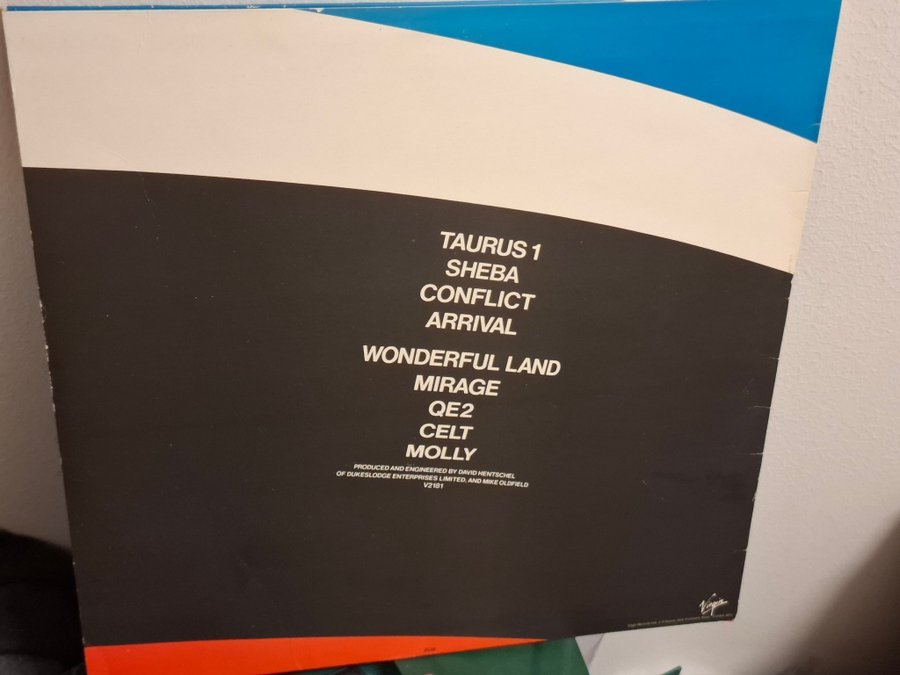 TAURUS 1
SHEBA
CONFLICT
ARRIVAL
WONDERFUL LAND
MIRAGE
QE2
CELT
MOLLY
PRODUCED AND ENGINEERED BY DAVID HENTSCHEL
OF DUKESLODGE ENTERPRISES LIMITED, AND MIKE OLDFIELD
V2181
Virgin